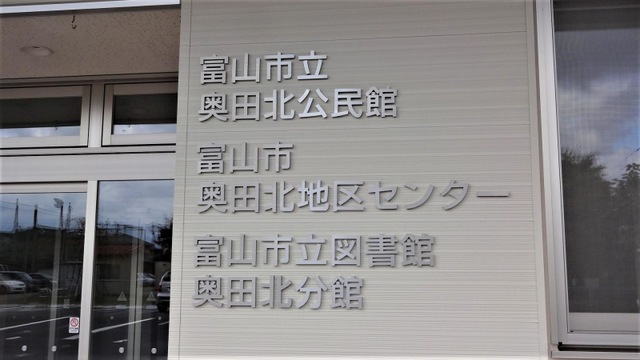 富山市立
奥田北公民館
富山市
奥田北地区センター
富山市立図書館
奥田北分館